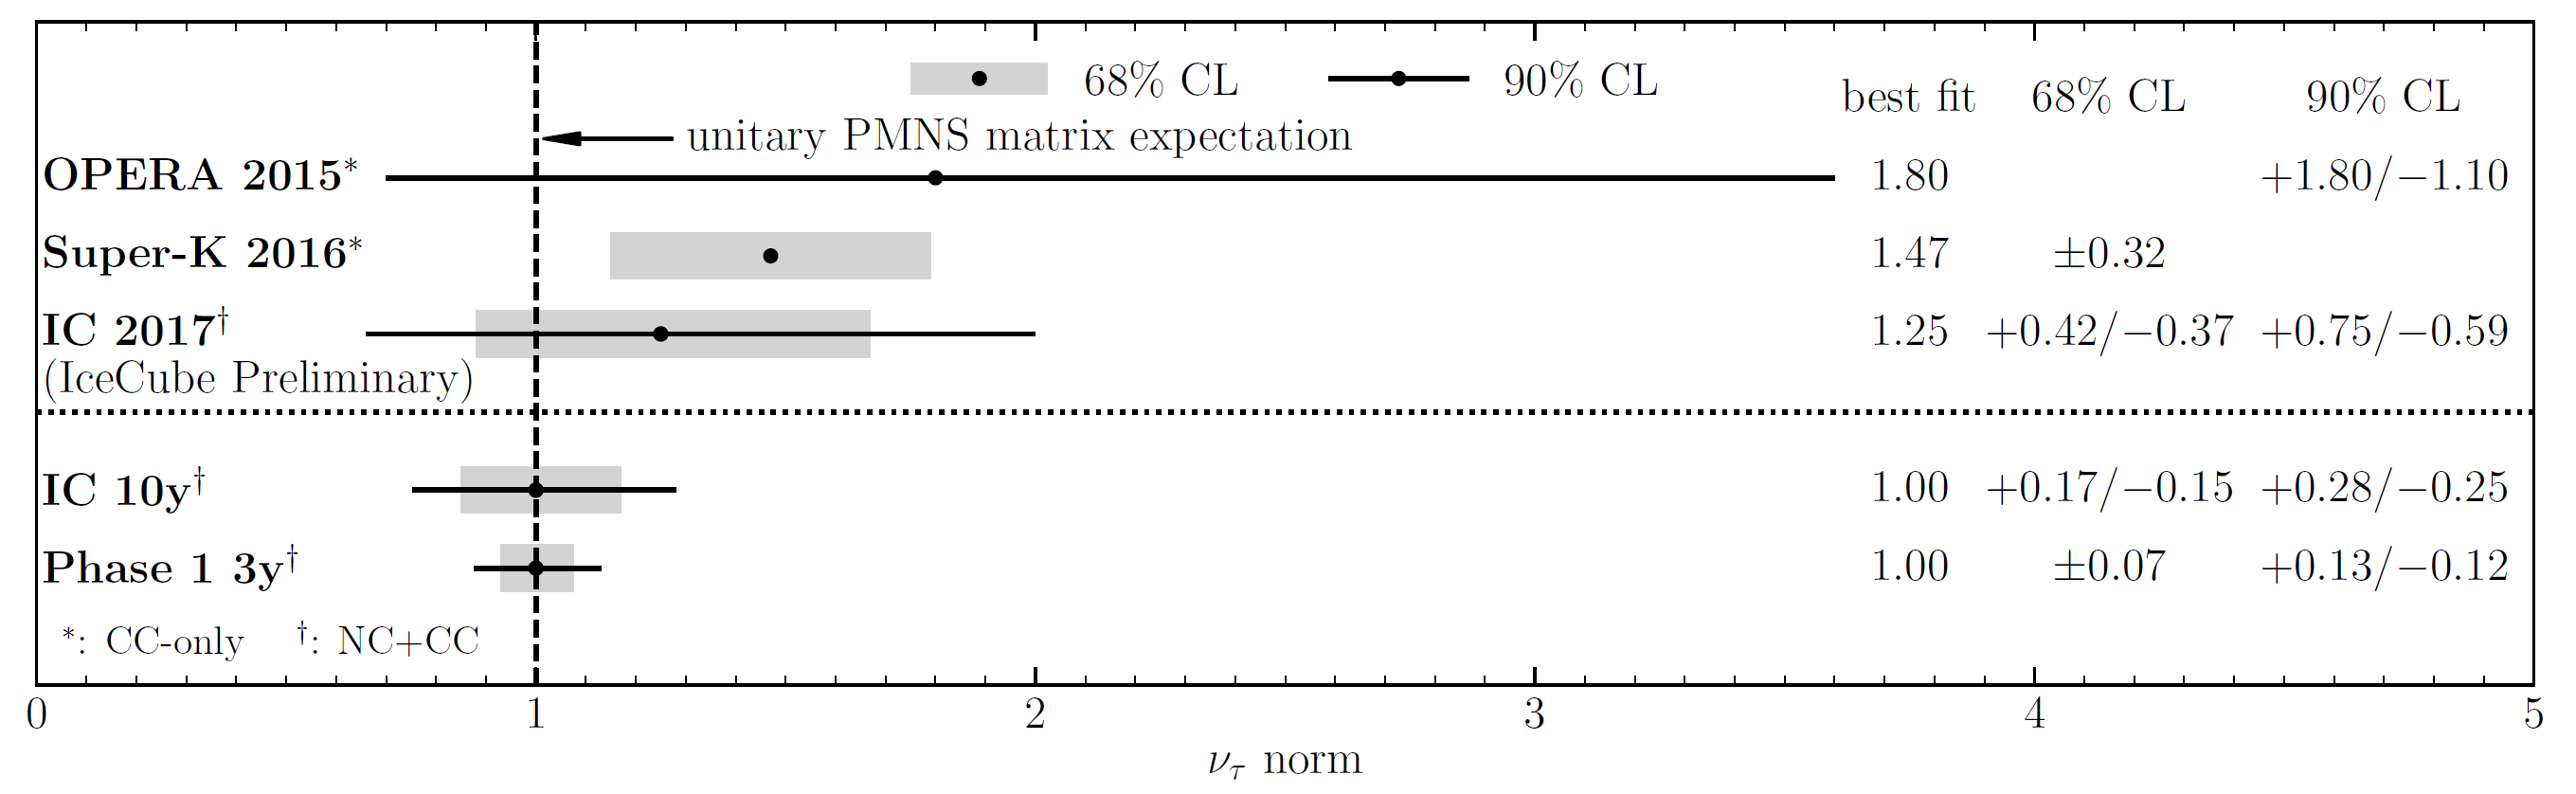 68% CL 90% CL
best fit 68% CL 90% CL
unitary PMNS matrix expectation
OPERA 2015* 1.80 +1.80/−1.10
Super-K 2016* 1.47 ±0.32
IC 2017† 1.25 +0.42/−0.37 +0.75/−0.59
(IceCube Preliminary)
IC 10y† 1.00 +0.17/−0.15 +0.28/−0.25
Phase 1 3y† 1.00 ±0.07 +0.13/−0.12
*: CC-only †: NC+CC
0 1 2 3 4 5
ντ norm